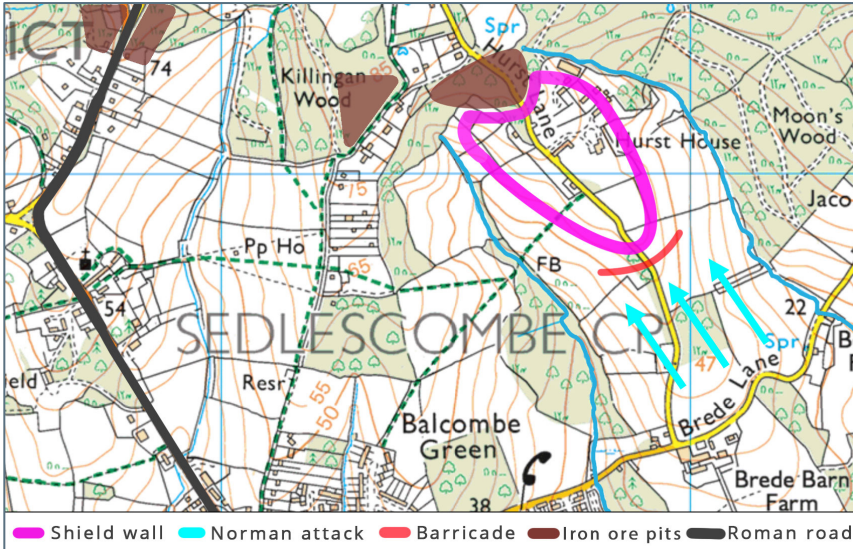 ICT
74
Spr
85
Killingan
Wood
Hurst Lane
Hurst House
Moon's
Wood
75
Jaco
Pp Ho
65
FB
54
22
SEDLESCOMBE CP
Spr
ield
Resr
55
50
47
Brede Lane
Balcombe
Green
38
Brede Barn
Farm
Shield wall Norman attack Barricade Iron ore pits Roman road